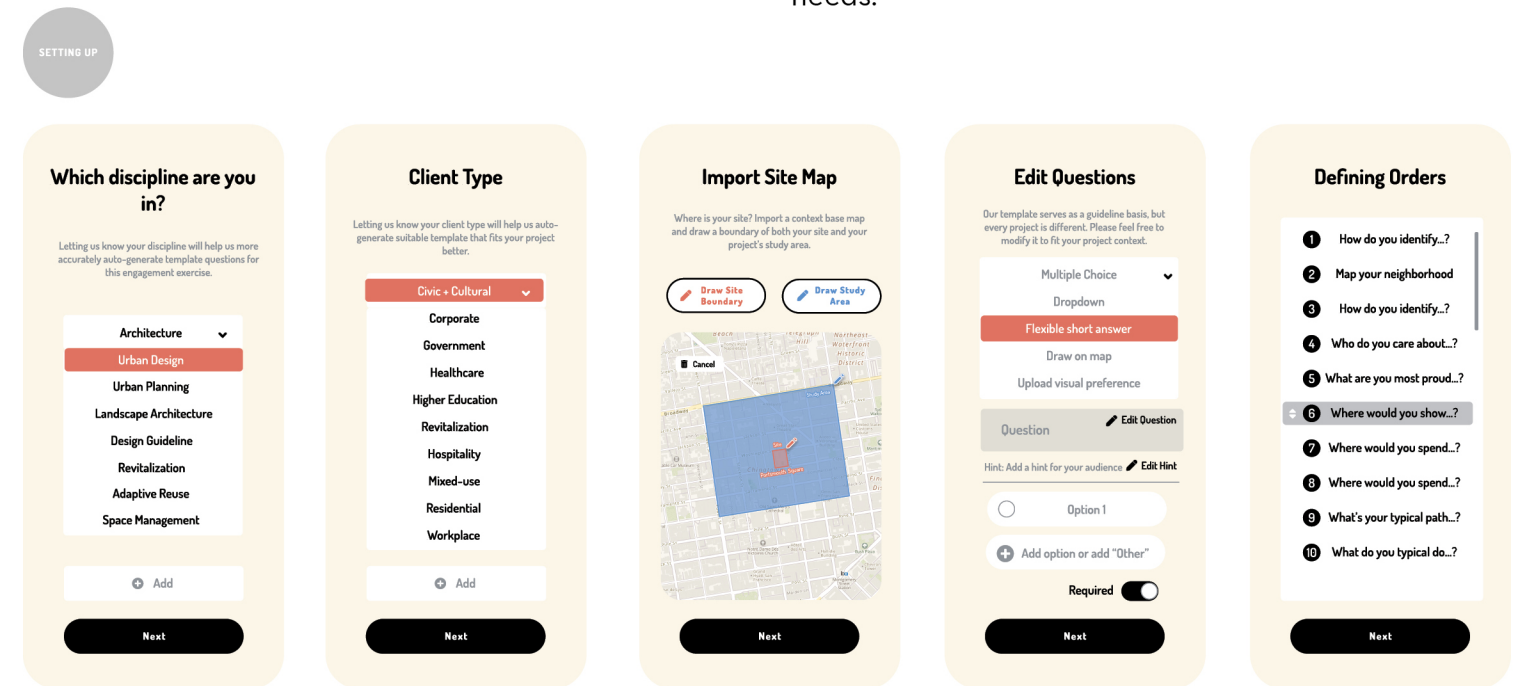 needs.
SETTING UP
Which discipline are you
in?
Letting us know your discipline will help us more
accurately auto-generate template questions for
this engagement exercise.
Architecture
Urban Design
Urban Planning
Landscape Architecture
Design Guideline
Revitalization
Adaptive Reuse
Space Management
Add
Next
Client Type
Letting us know your client type will help us auto-
generate suitable template that fits your project
better.
Civic + Cultural
Corporate
Government
Healthcare
Higher Education
Revitalization
Hospitality
Mixed-use
Residential
Workplace
Add
Next
Import Site Map
Where is your site? Import a context base map
and draw a boundary of both your site and your
project's study area.
Draw Site
Boundary
Draw Study
Area
Beach
Hill
Northeast
Waterfront
Historic
District
Cancel
Study Area
Broadway
Site
Portsmouth Square
Next
Edit Questions
Our template serves as a guideline basis, but
every project is different. Please feel free to
modify it to fit your project context.
Multiple Choice
Dropdown
Flexible short answer
Draw on map
Upload visual preference
Question
Edit Question
Hint: Add a hint for your audience
Edit Hint
Option 1
Add option or add "Other"
Required
Next
Defining Orders
1 How do you identify...?
2 Map your neighborhood
3 How do you identify...?
4 Who do you care about...?
5 What are you most proud...?
6 Where would you show...?
7 Where would you spend...?
8 Where would you spend...?
9 What's your typical path...?
10 What do you typical do...?
Next